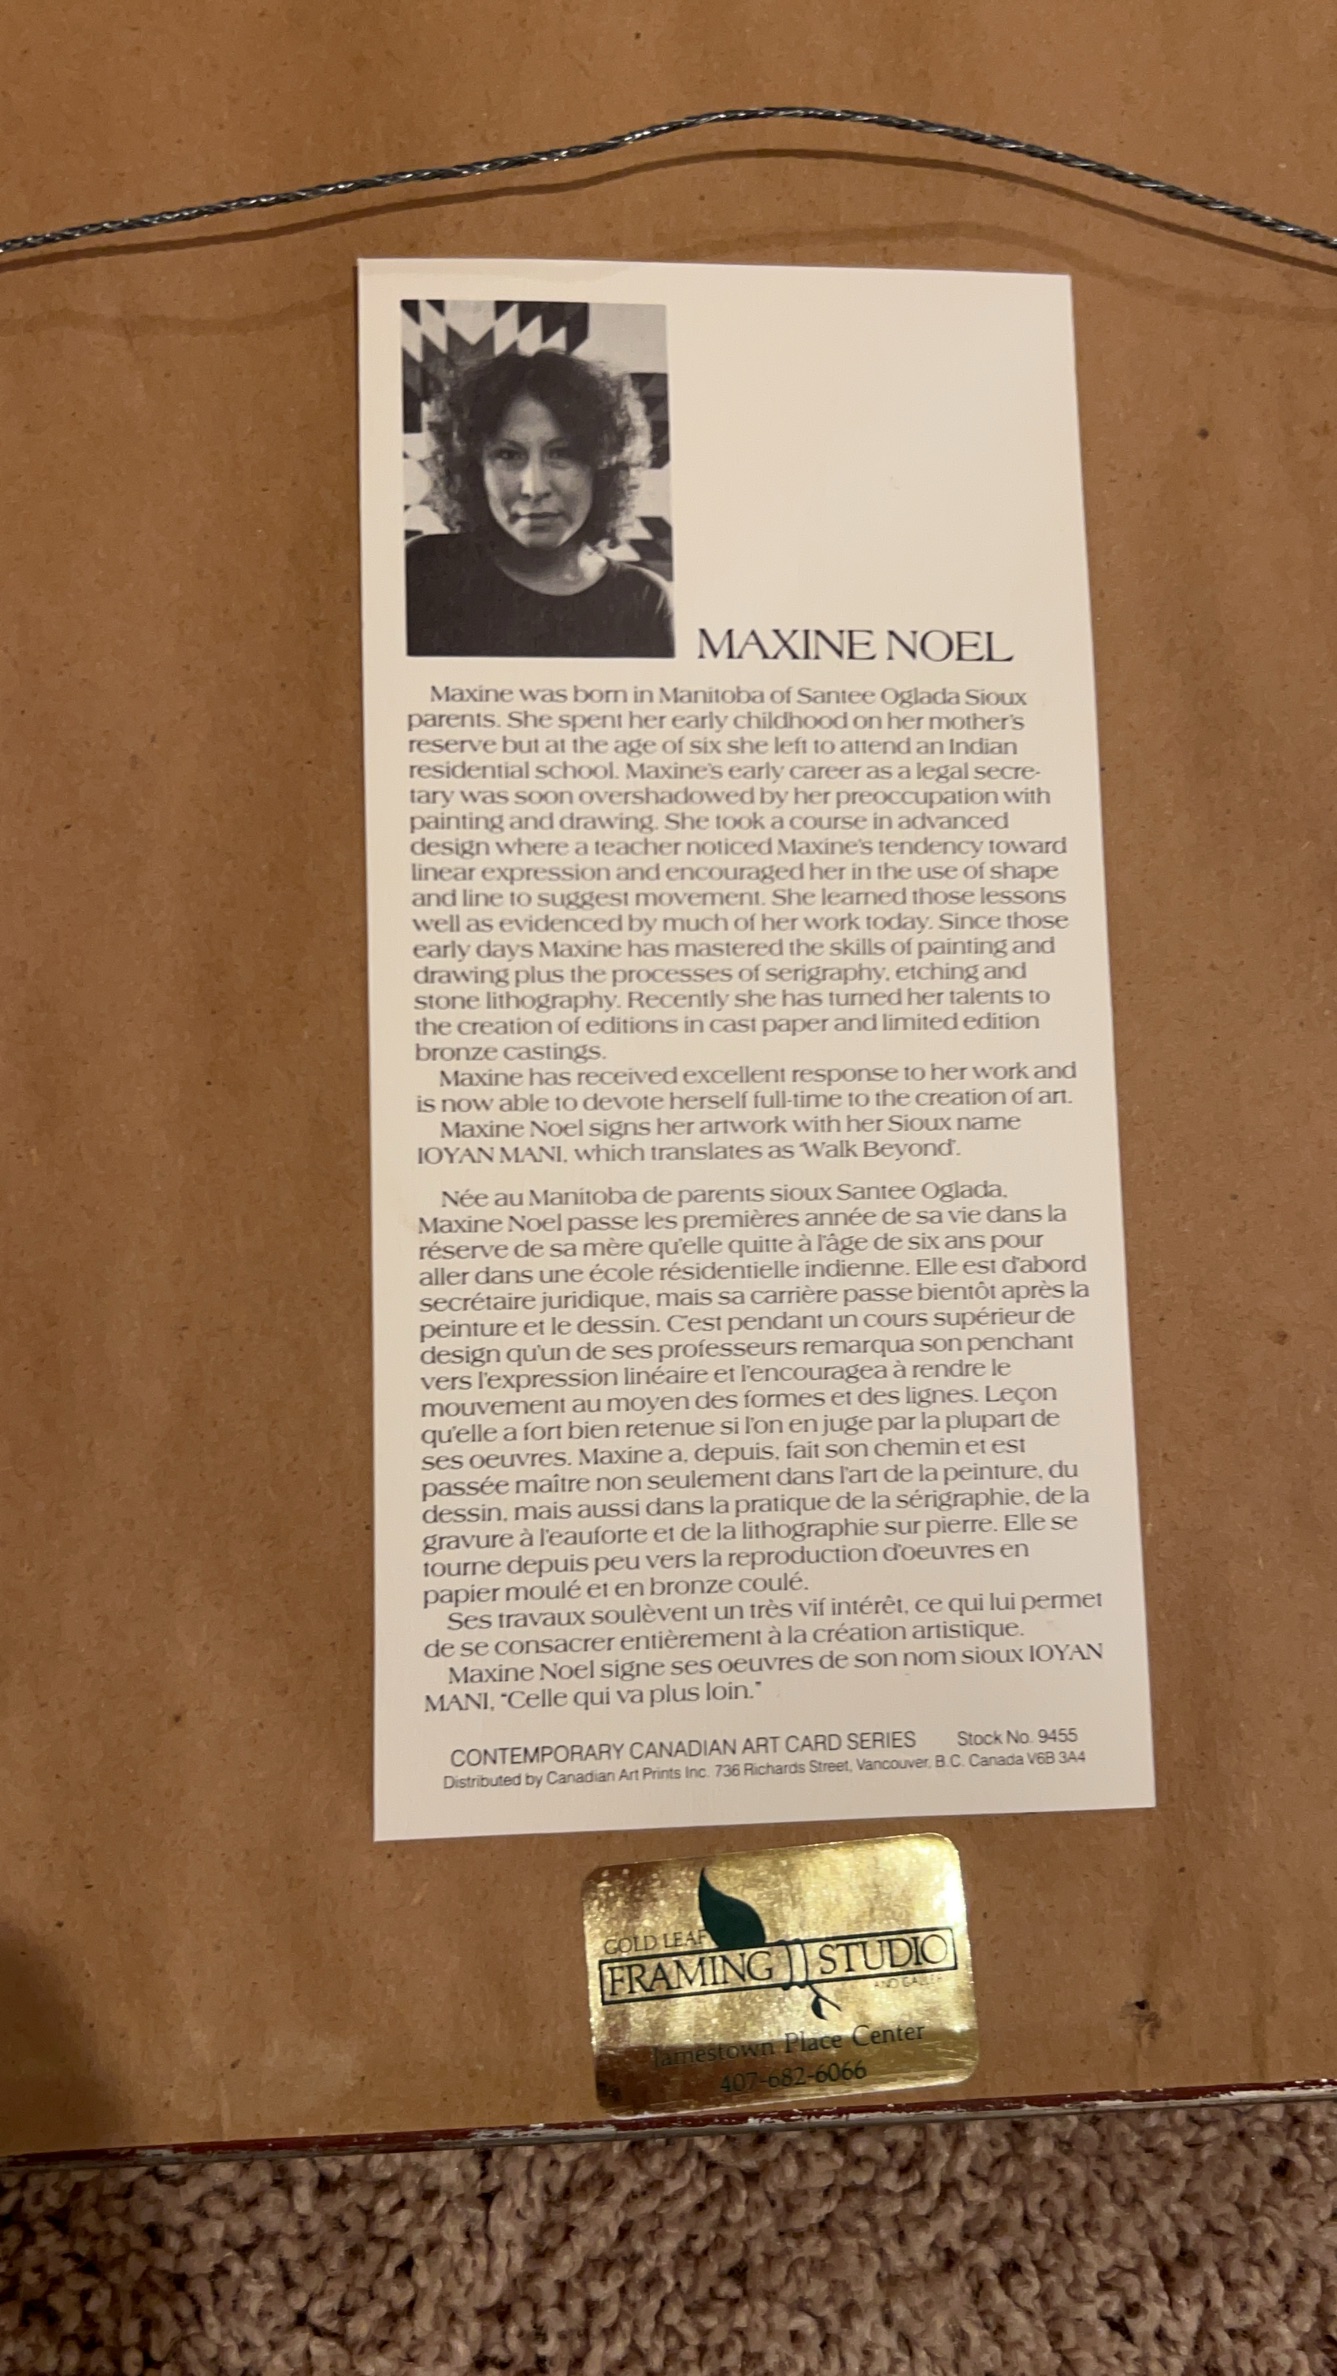 MAXINE NOEL
Maxine was born in Manitoba of Santee Oglada Sioux
parents. She spent her early childhood on her mother's
reserve but at the age of six she left to attend an Indian
residential school. Maxine's early career as a legal secre-
tary was soon overshadowed by her preoccupation with
painting and drawing. She took a course in advanced
design where a teacher noticed Maxine's tendency toward
linear expression and encouraged her in the use of shape
and line to suggest movement. She learned those lessons
well as evidenced by much of her work today. Since those
early days Maxine has mastered the skills of painting and
drawing plus the processes of serigraphy, etching and
stone lithography. Recently she has turned her talents to
the creation of editions in cast paper and limited edition
bronze castings.
Maxine has received excellent response to her work and
is now able to devote herself full-time to the creation of art.
Maxine Noel signs her artwork with her Sioux name
IOYAN MANI, which translates as 'Walk Beyond'.
Née au Manitoba de parents sioux Santee Oglada,
Maxine Noel passe les premières année de sa vie dans la
réserve de sa mère qu'elle quitte à l'âge de six ans pour
aller dans une école résidentielle indienne. Elle est d'abord
secrétaire juridique, mais sa carrière passe bientôt après la
peinture et le dessin. C'est pendant un cours supérieur de
design qu'un de ses professeurs remarqua son penchant
vers l'expression linéaire et l'encouragea à rendre le
mouvement au moyen des formes et des lignes. Leçon
qu'elle a fort bien retenue si l'on en juge par la plupart de
ses oeuvres. Maxine a, depuis, fait son chemin et est
passée maître non seulement dans l'art de la peinture, du
dessin, mais aussi dans la pratique de la sérigraphie, de la
gravure à l'eauforte et de la lithographie sur pierre. Elle se
tourne depuis peu vers la reproduction d'oeuvres en
papier moulé et en bronze coulé.
Ses travaux soulèvent un très vif intérêt, ce qui lui permet
de se consacrer entièrement à la création artistique.
Maxine Noel signe ses oeuvres de son nom sioux IOYAN
MANI, "Celle qui va plus loin."
CONTEMPORARY CANADIAN ART CARD SERIES Stock No. 9455
Distributed by Canadian Art Prints Inc. 736 Richards Street, Vancouver, B.C. Canada V6B 3A4
GOLD LEAF
FRAMING STUDIO
AND
Jamestown Place Center
407-682-6066